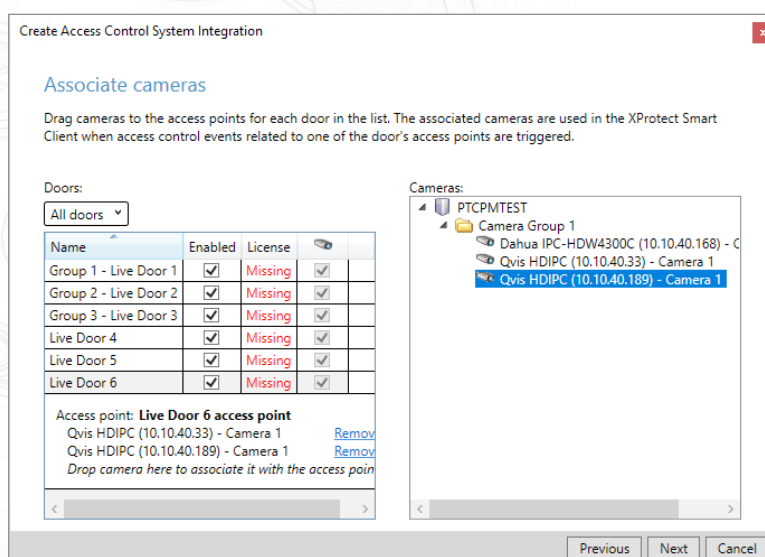 Create Access Control System Integration
Associate cameras
Drag cameras to the access points for each door in the list. The associated cameras are used in the XProtect Smart
Client when access control events related to one of the door's access points are triggered.
Doors:
All doors
Name Enabled License
Group 1 - Live Door 1 Missing
Group 2 - Live Door 2 Missing
Group 3 - Live Door 3 Missing
Live Door 4 Missing
Live Door 5 Missing
Live Door 6 Missing
Access point: Live Door 6 access point
Qvis HDIPC (10.10.40.33) - Camera 1 Remov
Qvis HDIPC (10.10.40.189) - Camera 1 Remov
Drop camera here to associate it with the access poin
Cameras:
PTCPMTEST
Camera Group 1
Dahua IPC-HDW4300C (10.10.40.168) - C
Qvis HDIPC (10.10.40.33) - Camera 1
Qvis HDIPC (10.10.40.189) - Camera 1
Previous Next Cancel